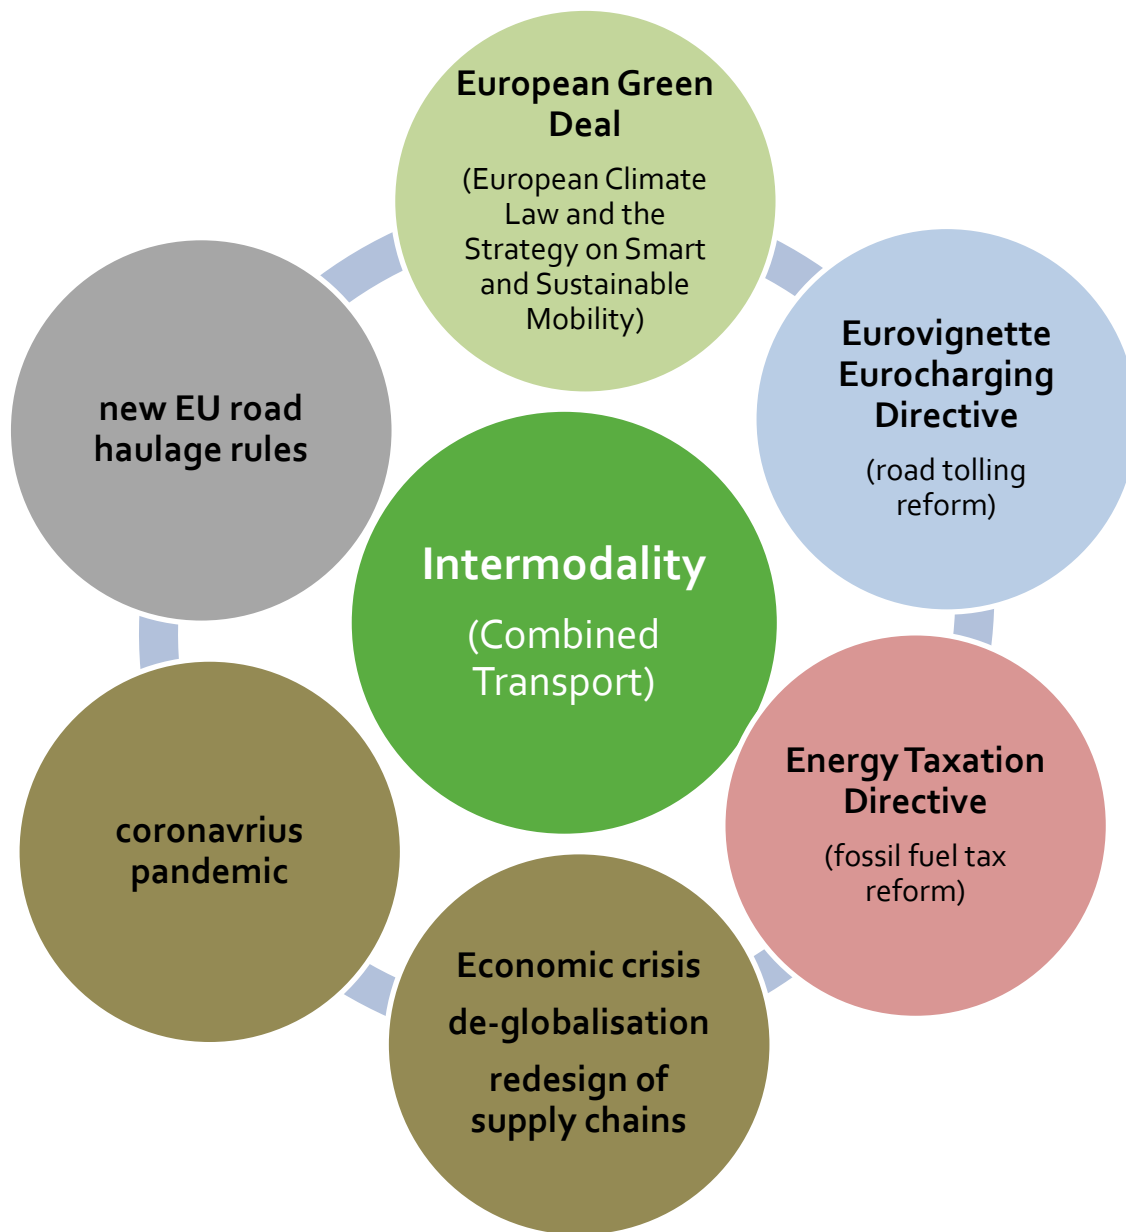 European Green
Deal
(European Climate
Law and the
Strategy on Smart
and Sustainable
Mobility)
Eurovignette
Eurocharging
Directive
(road tolling
reform)
new EU road
haulage rules
Intermodality
(Combined
Transport)
Energy Taxation
Directive
(fossil fuel tax
reform)
coronavrius
pandemic
Economic crisis
de-globalisation
redesign of
supply chains